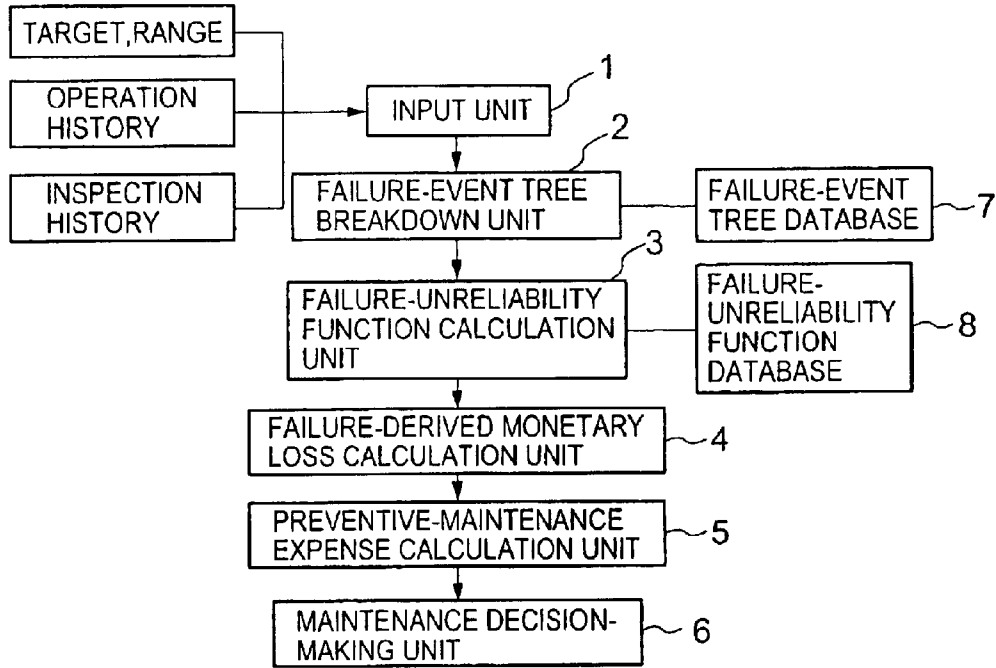 TARGET,RANGE
OPERATION
HISTORY
INSPECTION
HISTORY
1
INPUT UNIT
2
FAILURE-EVENT TREE
BREAKDOWN UNIT
FAILURE-EVENT
TREE DATABASE
7
3
FAILURE-UNRELIABILITY
FUNCTION CALCULATION
UNIT
FAILURE-
UNRELIABILITY
FUNCTION
DATABASE
8
FAILURE-DERIVED MONETARY
LOSS CALCULATION UNIT
4
PREVENTIVE-MAINTENANCE
EXPENSE CALCULATION UNIT
5
MAINTENANCE DECISION-
MAKING UNIT
6